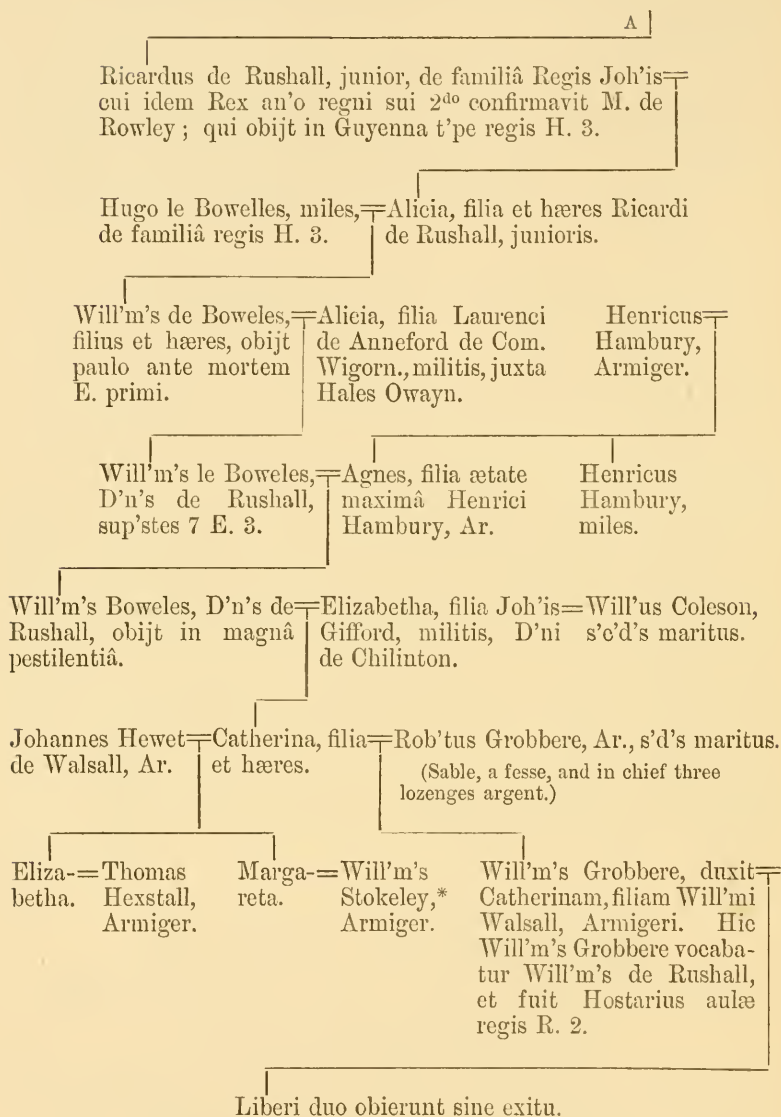 A
Ricardus de Rushall, junior, de familiâ Regis Joh'is
cui idem Rex an'o regni sui 2do confirmavit M. de
Rowley; qui obijt in Guyenna t'pe regis H. 3.
Hugo le Bowelles, miles,
de familiâ regis H. 3.
Alicia, filia et hæres Ricardi
de Rushall, junioris.
Will'm's de Boweles,
filius et hæres, obijt
paulo ante mortem
E. primi.
Alicia, filia Laurenci
de Anneford de Com.
Wigorn., militis, juxta
Hales Owayn.
Henricus
Hambury,
Armiger.
Will'm's le Boweles,
D'n's de Rushall,
sup'stes 7 E. 3.
Agnes, filia ætate
maximâ Henrici
Hambury, Ar.
Henricus
Hambury,
miles.
Will'm's Boweles, D'n's de
Rushall, obijt in magnâ
pestilentiâ.
Elizabetha, filia Joh'is
Gifford, militis, D'ni
de Chilinton.
Will'us Coleson,
s'c'd's maritus.
Johannes Hewet
de Walsall, Ar.
Catherina, filia
et hæres.
Rob'tus Grobbere, Ar., s'd's maritus.
(Sable, a fesse, and in chief three
lozenges argent.)
Eliza-
betha.
Thomas
Hexstall,
Armiger.
Marga-
reta.
Will'm's
Stokeley,*
Armiger.
Will'm's Grobbere, duxit
Catherinam, filiam Will'mi
Walsall, Armigeri. Hic
Will'm's Grobbere vocaba-
tur Will'm's de Rushall,
et fuit Hostarius aulæ
regis R. 2.
Liberi duo obierunt sine exitu.